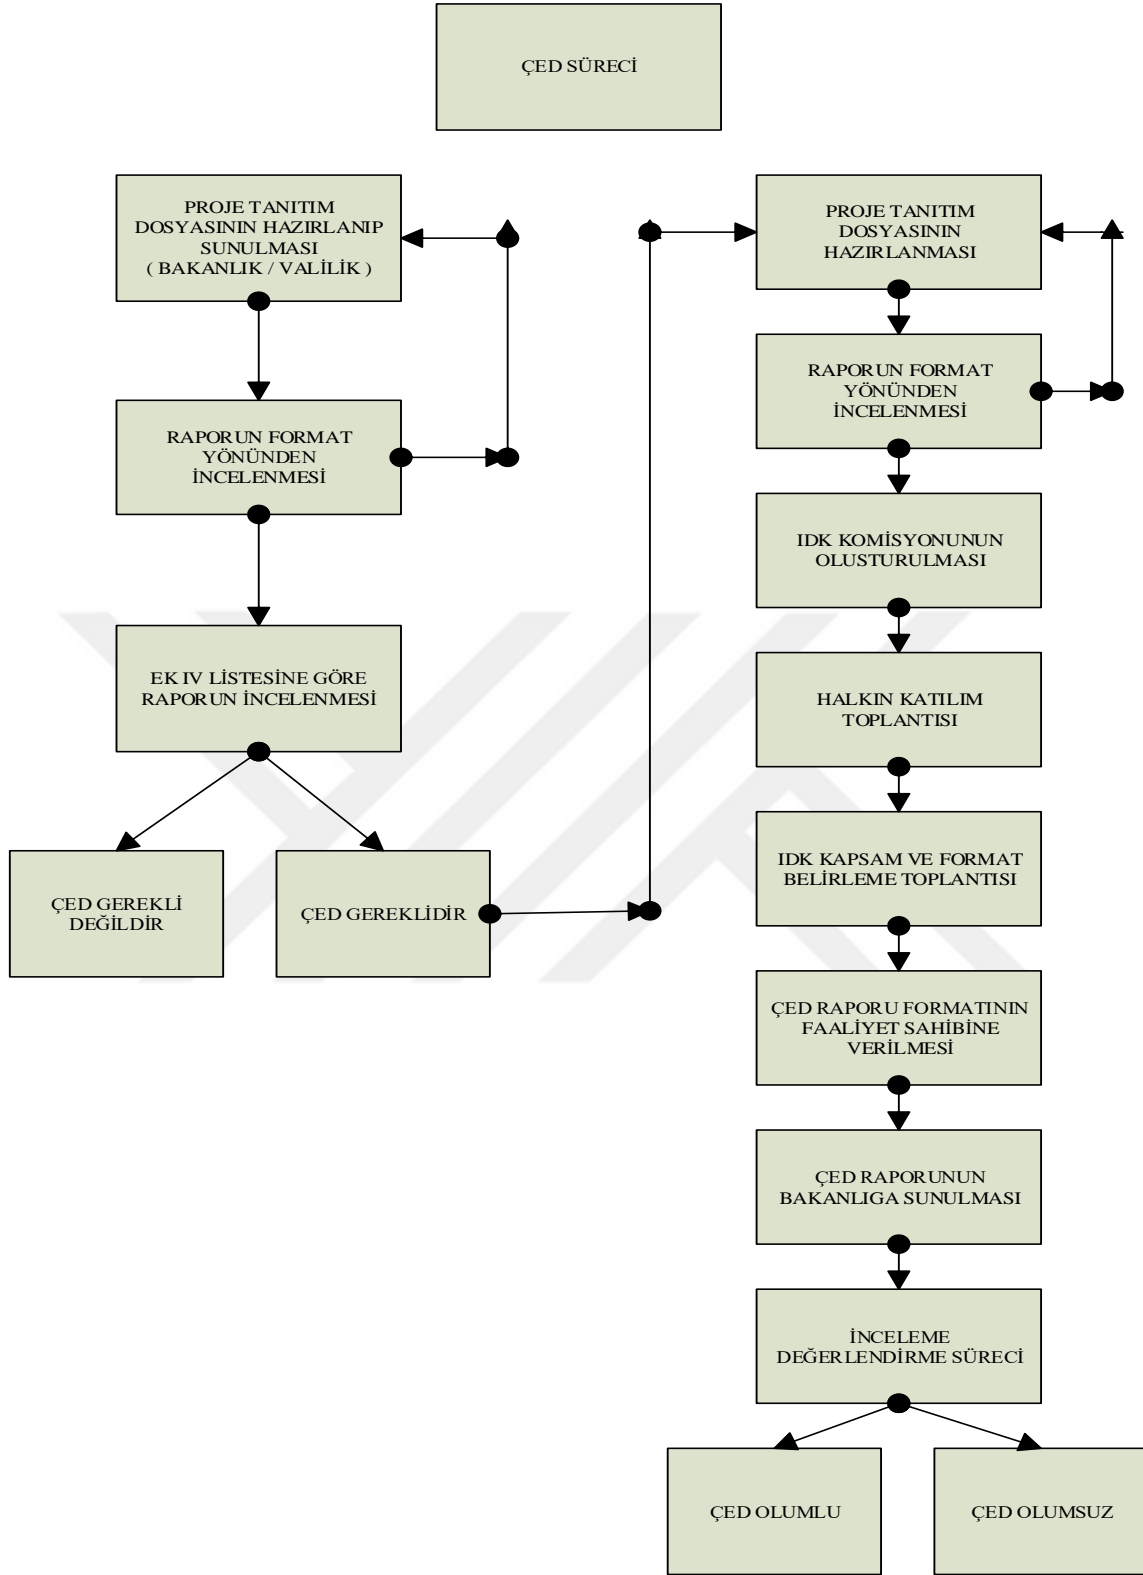 ÇED SÜRECİ
PROJE TANITIM
DOSYASININ HAZIRLANIP
SUNULMASI
( BAKANLIK / VALİLİK )
RAPORUN FORMAT
YÖNÜNDEN
İNCELENMESİ
EK IV LİSTESİNE GÖRE
RAPORUN İNCELENMESİ
ÇED GEREKLİ
DEĞİLDİR
ÇED GEREKLİDİR
PROJE TANITIM
DOSYASININ
HAZIRLANMASI
RAPORUN FORMAT
YÖNÜNDEN
İNCELENMESİ
IDK KOMİSYONUNUN
OLUSTURULMASI
HALKIN KATILIM
TOPLANTISI
IDK KAPSAM VE FORMAT
BELİRLEME TOPLANTISI
ÇED RAPORU FORMATININ
FAALİYET SAHİBİNE
VERİLMESİ
ÇED RAPORUNUN
BAKANLIGA SUNULMASI
İNCELEME
DEĞERLENDİRME SÜRECİ
ÇED OLUMLU
ÇED OLUMSUZ